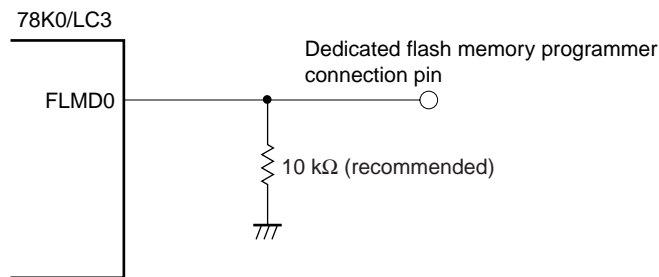 78K0/LC3
Dedicated flash memory programmer
connection pin
FLMD0
10 kΩ (recommended)